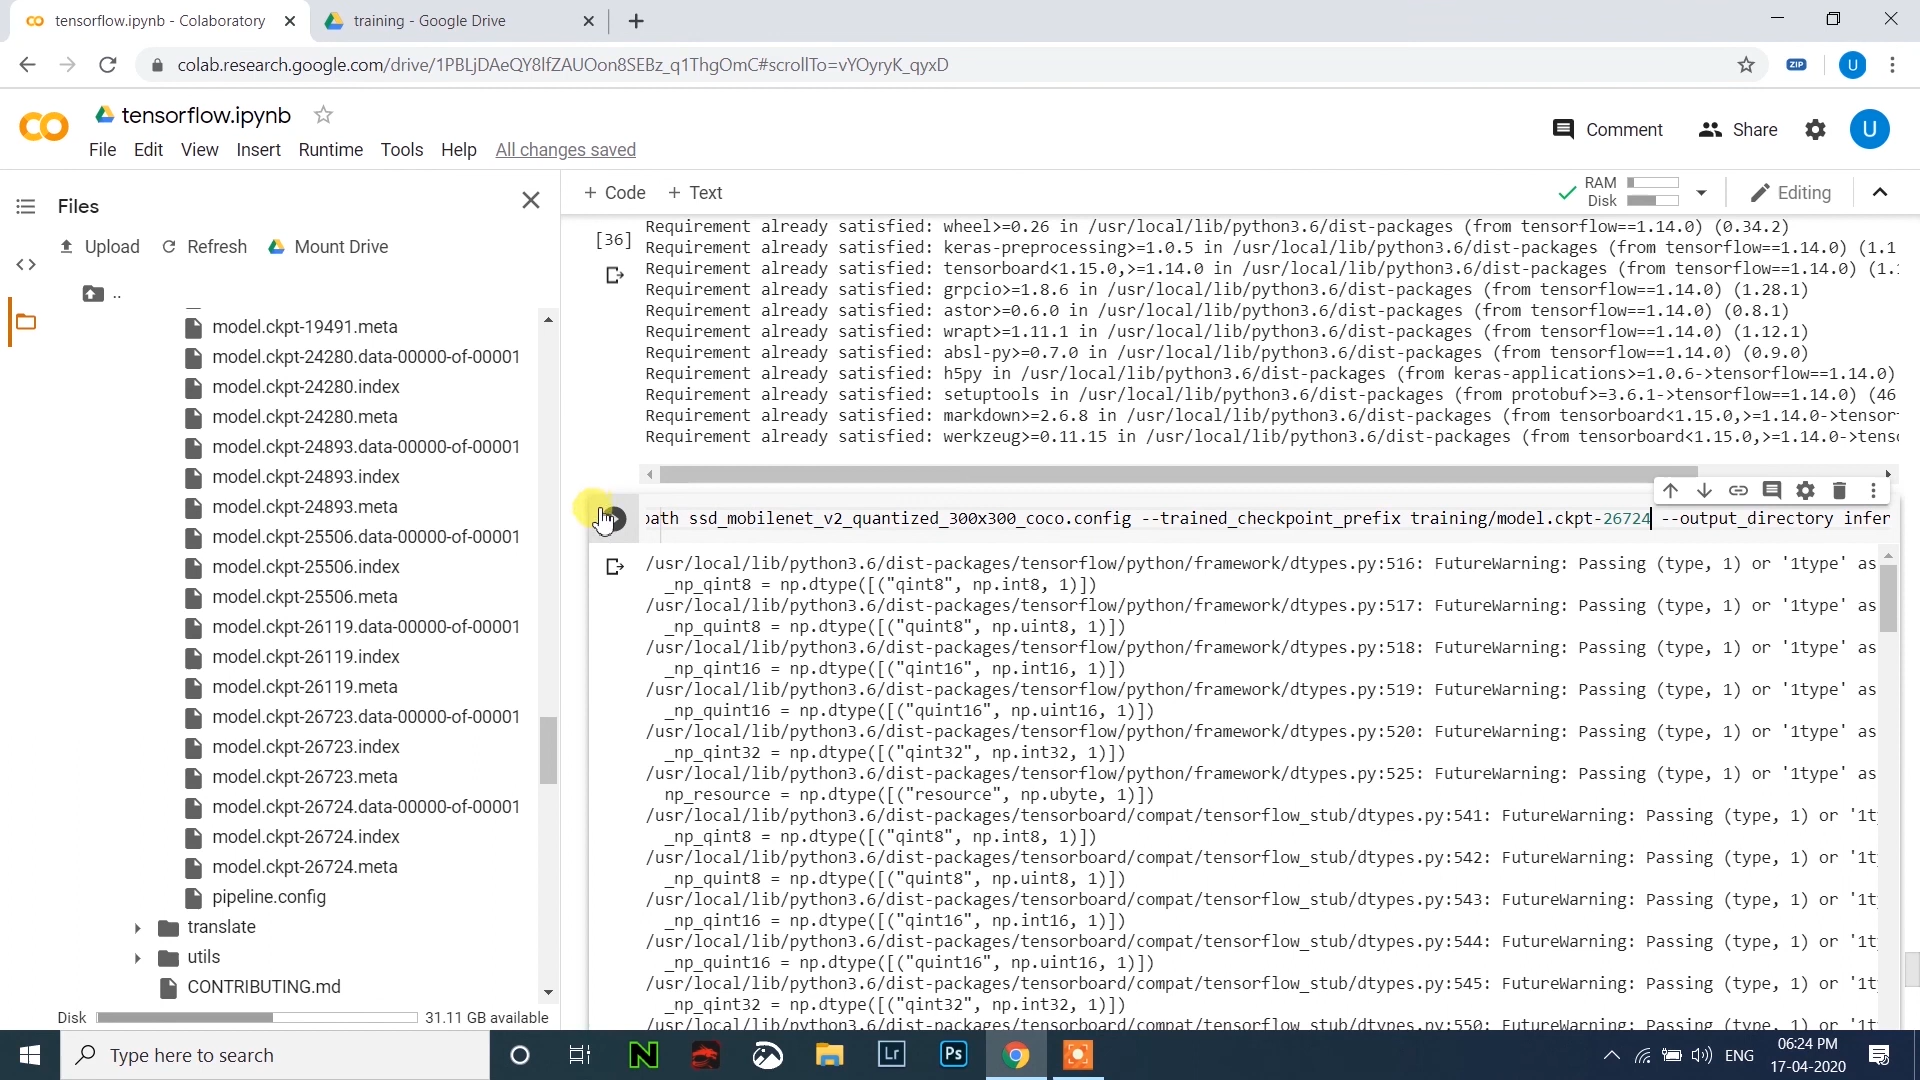 tensorflow.ipynb - Colaboratory
training - Google Drive
colab.research.google.com/drive/1PBLjDAeQY8lfZAUOon8SEBz_q1ThgOmC#scrollTo=vYOyryK_qyxD
ZIP
U
tensorflow.ipynb
Comment
Share
U
File Edit View Insert Runtime Tools Help All changes saved
Files
+ Code + Text
RAM
Disk
Editing
Upload Refresh Mount Drive
..
model.ckpt-19491.meta
model.ckpt-24280.data-00000-of-00001
model.ckpt-24280.index
model.ckpt-24280.meta
model.ckpt-24893.data-00000-of-00001
model.ckpt-24893.index
model.ckpt-24893.meta
model.ckpt-25506.data-00000-of-00001
model.ckpt-25506.index
model.ckpt-25506.meta
model.ckpt-26119.data-00000-of-00001
model.ckpt-26119.index
model.ckpt-26119.meta
model.ckpt-26723.data-00000-of-00001
model.ckpt-26723.index
model.ckpt-26723.meta
model.ckpt-26724.data-00000-of-00001
model.ckpt-26724.index
model.ckpt-26724.meta
pipeline.config
translate
utils
CONTRIBUTING.md
Disk 31.11 GB available
[36]
Requirement already satisfied: wheel>=0.26 in /usr/local/lib/python3.6/dist-packages (from tensorflow==1.14.0) (0.34.2)
Requirement already satisfied: keras-preprocessing>=1.0.5 in /usr/local/lib/python3.6/dist-packages (from tensorflow==1.14.0) (1.1
Requirement already satisfied: tensorboard<1.15.0,>=1.14.0 in /usr/local/lib/python3.6/dist-packages (from tensorflow==1.14.0) (1.
Requirement already satisfied: grpcio>=1.8.6 in /usr/local/lib/python3.6/dist-packages (from tensorflow==1.14.0) (1.28.1)
Requirement already satisfied: astor>=0.6.0 in /usr/local/lib/python3.6/dist-packages (from tensorflow==1.14.0) (0.8.1)
Requirement already satisfied: wrapt>=1.11.1 in /usr/local/lib/python3.6/dist-packages (from tensorflow==1.14.0) (1.12.1)
Requirement already satisfied: absl-py>=0.7.0 in /usr/local/lib/python3.6/dist-packages (from tensorflow==1.14.0) (0.9.0)
Requirement already satisfied: h5py in /usr/local/lib/python3.6/dist-packages (from keras-applications>=1.0.6->tensorflow==1.14.0)
Requirement already satisfied: setuptools in /usr/local/lib/python3.6/dist-packages (from protobuf>=3.6.1->tensorflow==1.14.0) (46
Requirement already satisfied: markdown>=2.6.8 in /usr/local/lib/python3.6/dist-packages (from tensorboard<1.15.0,>=1.14.0->tensor
Requirement already satisfied: werkzeug>=0.11.15 in /usr/local/lib/python3.6/dist-packages (from tensorboard<1.15.0,>=1.14.0->tens
path ssd_mobilenet_v2_quantized_300x300_coco.config --trained_checkpoint_prefix training/model.ckpt-26724 --output_directory infer
/usr/local/lib/python3.6/dist-packages/tensorflow/python/framework/dtypes.py:516: FutureWarning: Passing (type, 1) or '1type' as
_np_qint8 = np.dtype([("qint8", np.int8, 1)])
/usr/local/lib/python3.6/dist-packages/tensorflow/python/framework/dtypes.py:517: FutureWarning: Passing (type, 1) or '1type' as
_np_quint8 = np.dtype([("quint8", np.uint8, 1)])
/usr/local/lib/python3.6/dist-packages/tensorflow/python/framework/dtypes.py:518: FutureWarning: Passing (type, 1) or '1type' as
_np_qint16 = np.dtype([("qint16", np.int16, 1)])
/usr/local/lib/python3.6/dist-packages/tensorflow/python/framework/dtypes.py:519: FutureWarning: Passing (type, 1) or '1type' as
_np_quint16 = np.dtype([("quint16", np.uint16, 1)])
/usr/local/lib/python3.6/dist-packages/tensorflow/python/framework/dtypes.py:520: FutureWarning: Passing (type, 1) or '1type' as
_np_qint32 = np.dtype([("qint32", np.int32, 1)])
/usr/local/lib/python3.6/dist-packages/tensorflow/python/framework/dtypes.py:525: FutureWarning: Passing (type, 1) or '1type' as
np_resource = np.dtype([("resource", np.ubyte, 1)])
/usr/local/lib/python3.6/dist-packages/tensorboard/compat/tensorflow_stub/dtypes.py:541: FutureWarning: Passing (type, 1) or '1t
_np_qint8 = np.dtype([("qint8", np.int8, 1)])
/usr/local/lib/python3.6/dist-packages/tensorboard/compat/tensorflow_stub/dtypes.py:542: FutureWarning: Passing (type, 1) or '1t
_np_quint8 = np.dtype([("quint8", np.uint8, 1)])
/usr/local/lib/python3.6/dist-packages/tensorboard/compat/tensorflow_stub/dtypes.py:543: FutureWarning: Passing (type, 1) or '1t
_np_qint16 = np.dtype([("qint16", np.int16, 1)])
/usr/local/lib/python3.6/dist-packages/tensorboard/compat/tensorflow_stub/dtypes.py:544: FutureWarning: Passing (type, 1) or '1t
_np_quint16 = np.dtype([("quint16", np.uint16, 1)])
/usr/local/lib/python3.6/dist-packages/tensorboard/compat/tensorflow_stub/dtypes.py:545: FutureWarning: Passing (type, 1) or '1t
_np_qint32 = np.dtype([("qint32", np.int32, 1)])
/usr/local/lib/python3.6/dist-packages/tensorboard/compat/tensorflow_stub/dtypes.py:550: FutureWarning: Passing (type, 1) or '1t
Type here to search
Lr
Ps
ENG
06:24 PM
17-04-2020